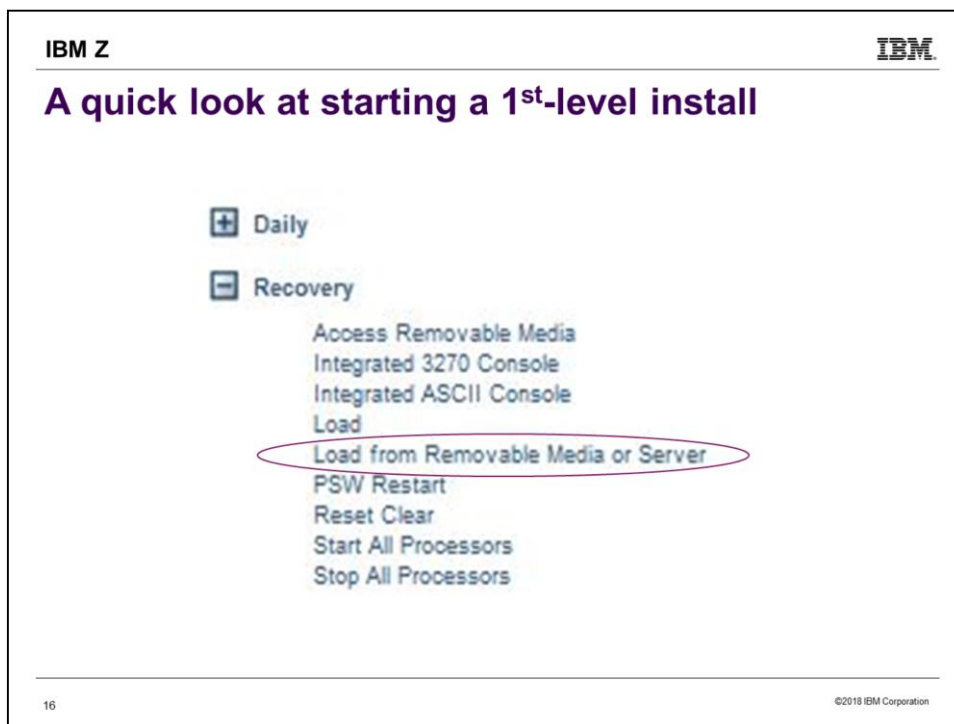 IBM Z
IBM.
A quick look at starting a 1st-level install
+ Daily
- Recovery
Access Removable Media
Integrated 3270 Console
Integrated ASCII Console
Load
Load from Removable Media or Server
PSW Restart
Reset Clear
Start All Processors
Stop All Processors
16
©2018 IBM Corporation